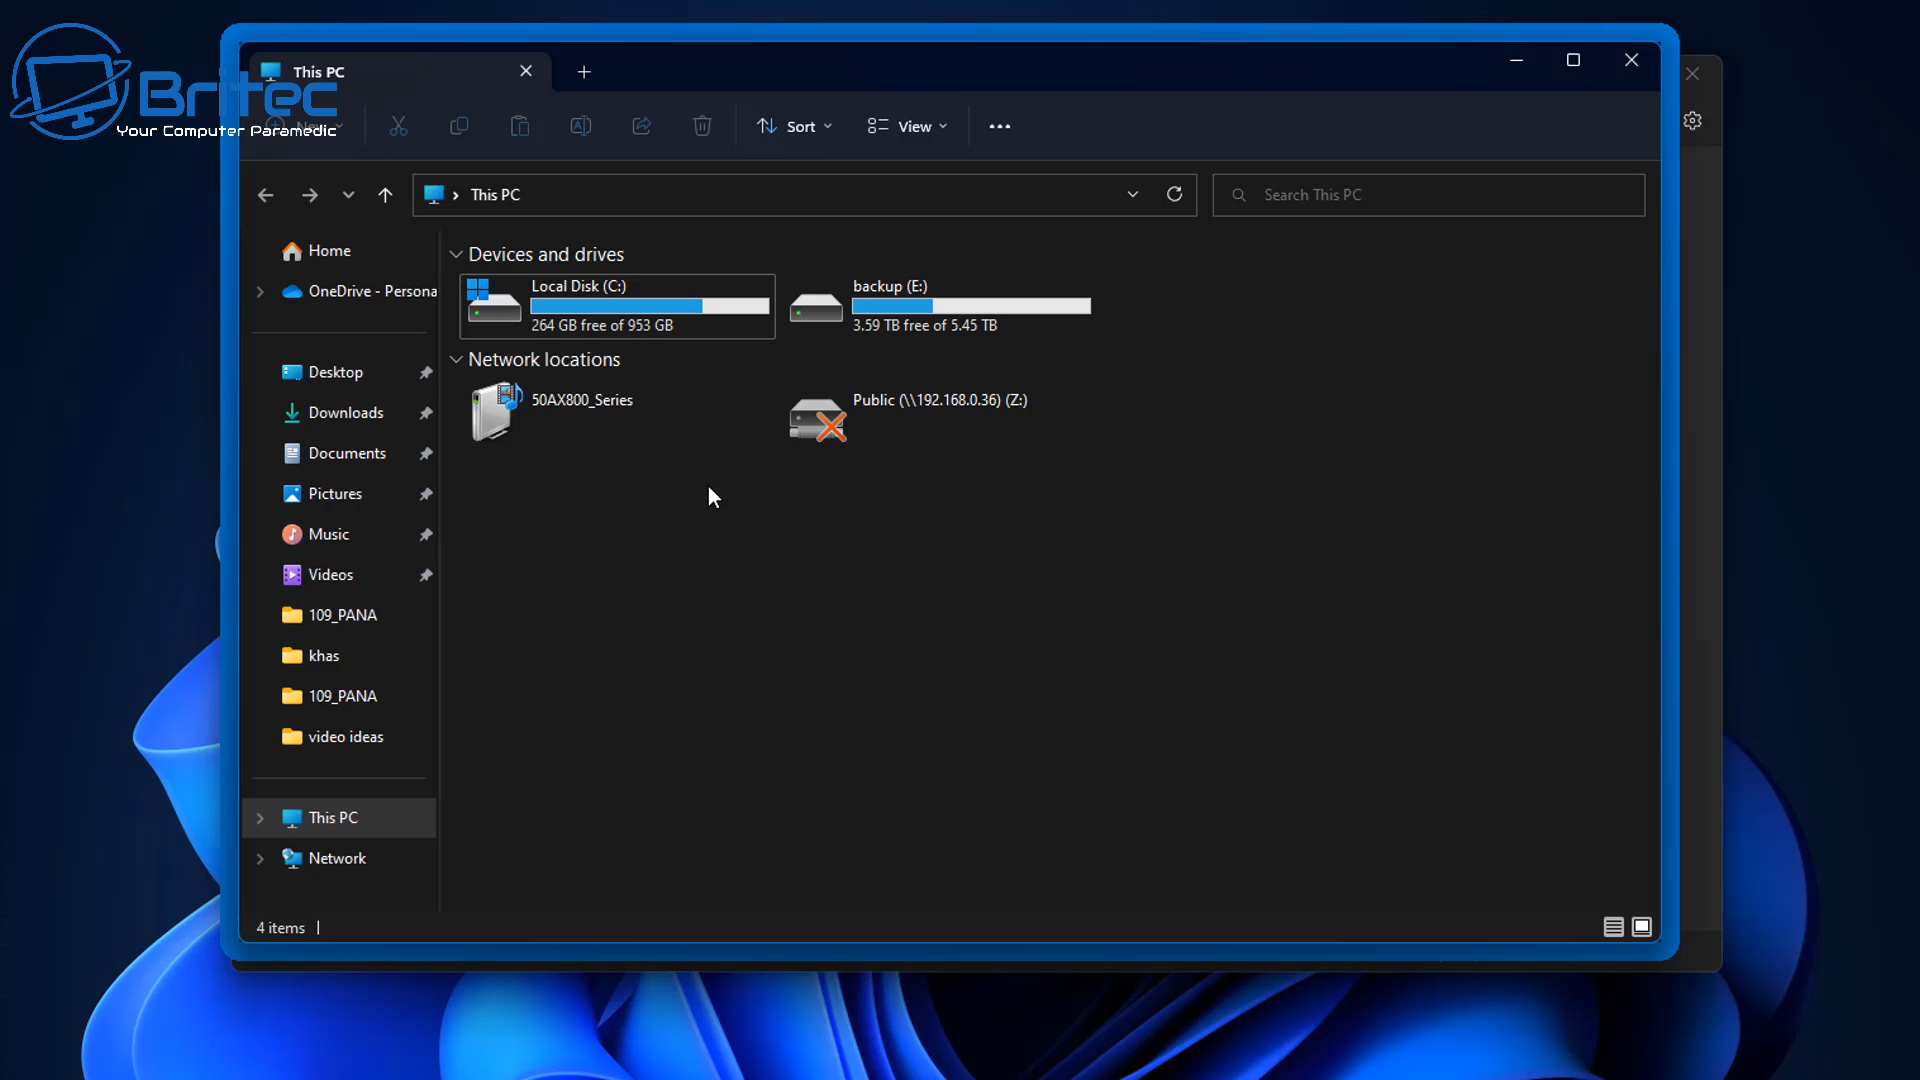 This PC
Britec
Your Computer Paramedic
Sort
View
This PC
Search This PC
Home
OneDrive - Persona
Desktop
Downloads
Documents
Pictures
Music
Videos
109_PANA
khas
109_PANA
video ideas
This PC
Network
Devices and drives
Local Disk (C:)
264 GB free of 953 GB
backup (E:)
3.59 TB free of 5.45 TB
Network locations
50AX800_Series
Public (\\192.168.0.36) (Z:)
4 items